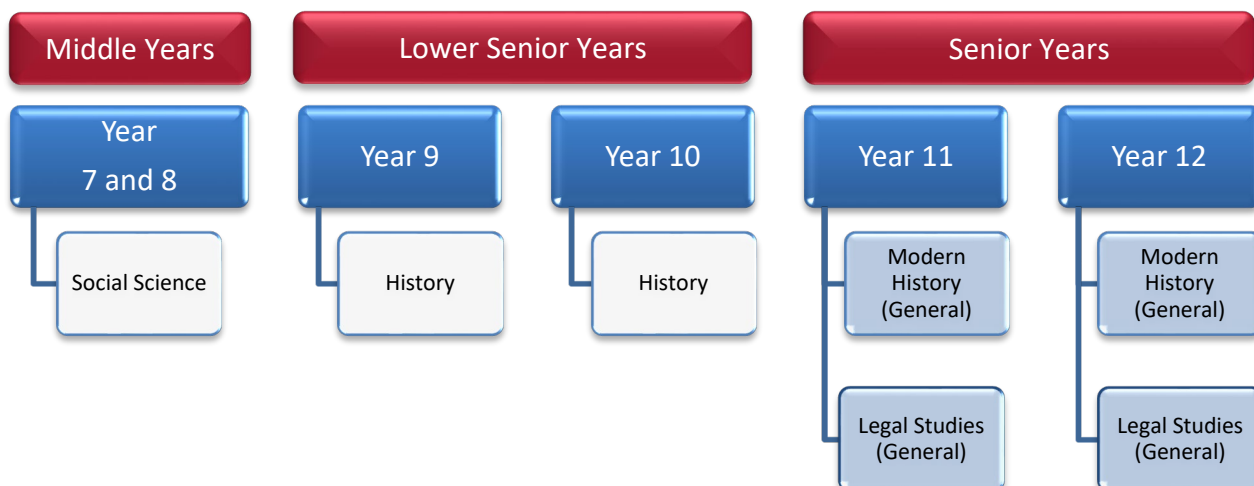 Middle Years
Lower Senior Years
Senior Years
Year
7 and 8
Year 9
Year 10
Year 11
Year 12
Social Science
History
History
Modern
History
(General)
Modern
History
(General)
Legal Studies
(General)
Legal Studies
(General)